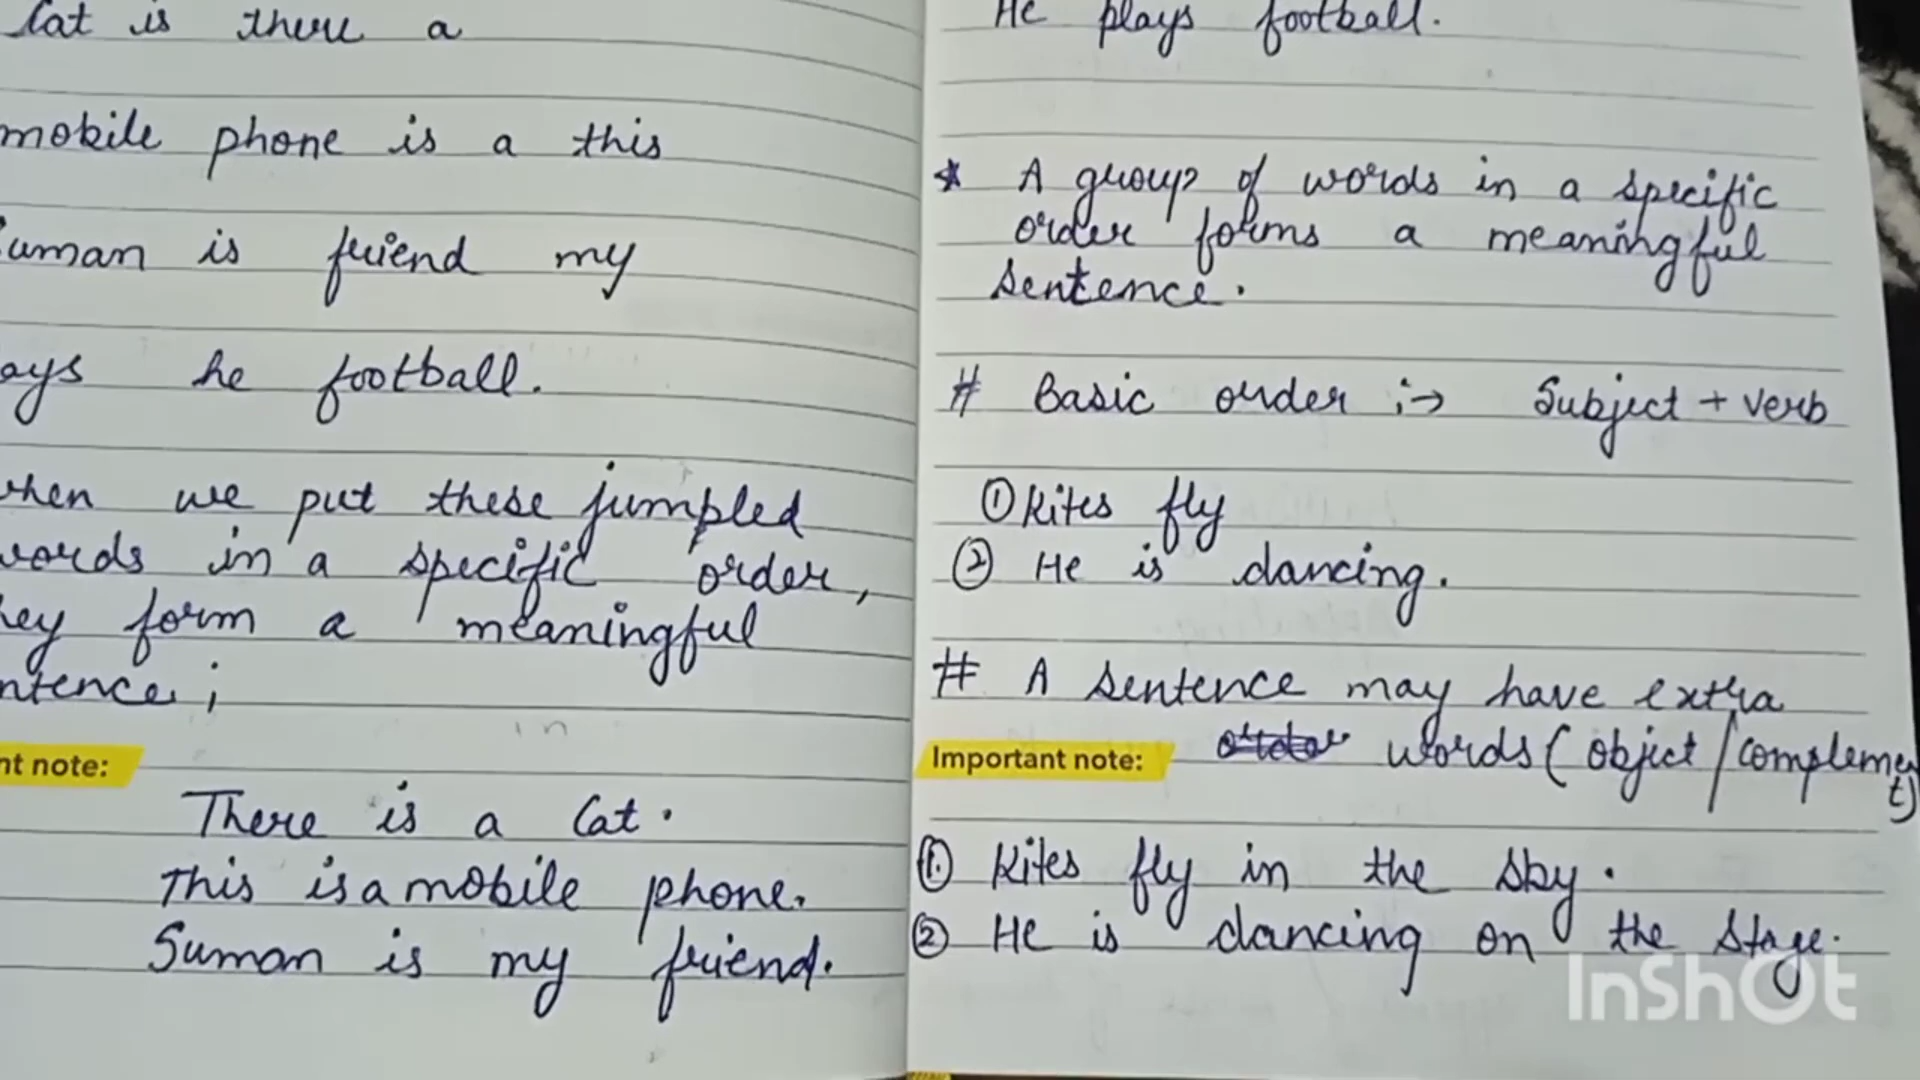 Cat is there a
mobile phone is a this
Suman is friend my
ays he football.
when we put these jumpled
words in a specific order,
hey form a meaningful
ntence;
nt note:
There is a Cat.
This is a mobile phone.
Suman is my friend.
He plays football.
* A group of words in a specific
order forms a meaningful
sentence.
# Basic order :→ Subject + verb
① Kites fly
② He is dancing.
# A sentence may have extra
Important note: words ( object / complemen
t)
①. Kites fly in the sky.
② He is dancing on the stage.
InShOt